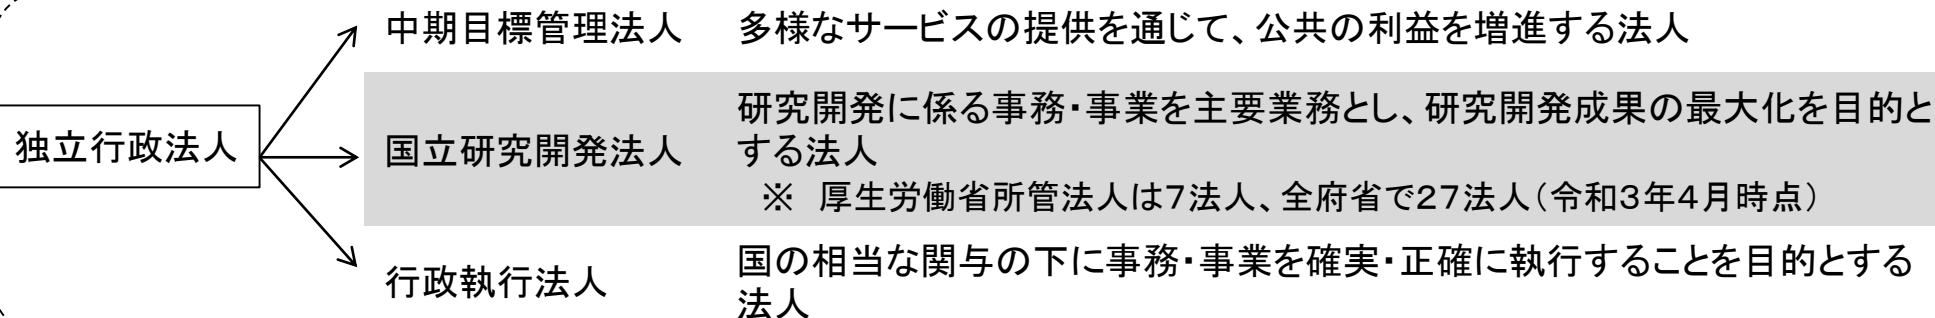 独立行政法人
中期目標管理法人
多様なサービスの提供を通じて、公共の利益を増進する法人
国立研究開発法人
研究開発に係る事務・事業を主要業務とし、研究開発成果の最大化を目的と
する法人
※　厚生労働省所管法人は7法人、全府省で27法人（令和3年4月時点）
行政執行法人
国の相当な関与の下に事務・事業を確実・正確に執行することを目的とする
法人